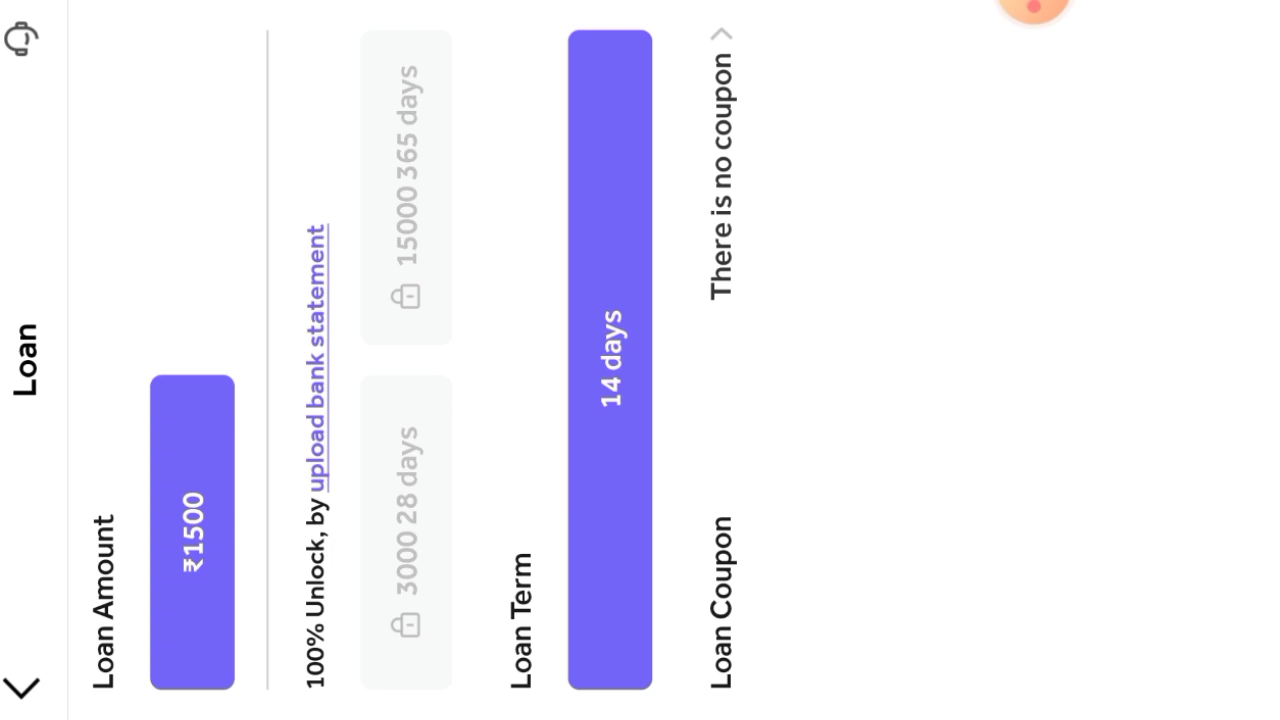 Loan
Loan Amount
₹1500
100% Unlock, by upload bank statement
3000 28 days
15000 365 days
Loan Term
14 days
Loan Coupon
There is no coupon